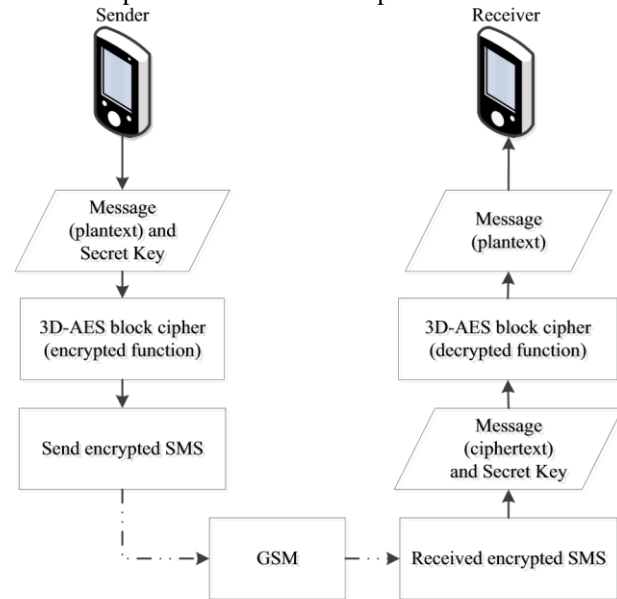 Sender
Receiver
Message
(plantext) and
Secret Key
3D-AES block cipher
(encrypted function)
Send encrypted SMS
GSM
Received encrypted SMS
Message
(ciphertext)
and Secret Key
3D-AES block cipher
(decrypted function)
Message
(plantext)